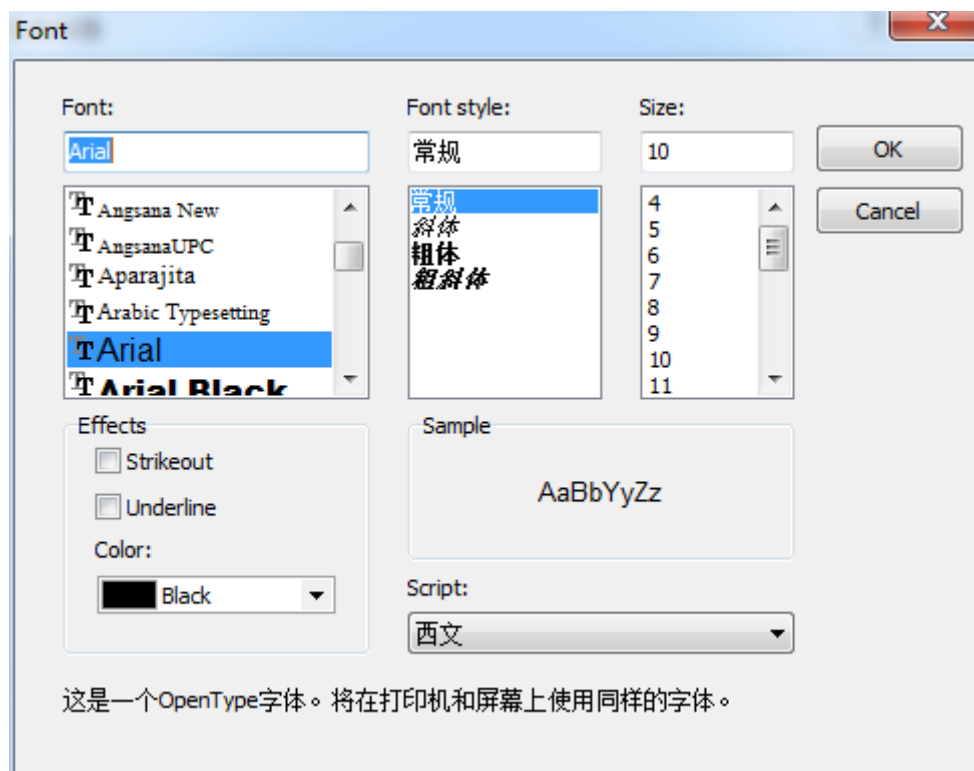 Font
Font:
Font style:
Size:
Arial
常规
10
OK
Cancel
Angsana New
AngsanaUPC
Aparajita
Arabic Typesetting
Arial
Arial Black
常规
斜体
粗体
粗斜体
4
5
6
7
8
9
10
11
Effects
Strikeout
Underline
Color:
Black
Sample
AaBbYyZz
Script:
西文
这是一个OpenType字体。将在打印机和屏幕上使用同样的字体。